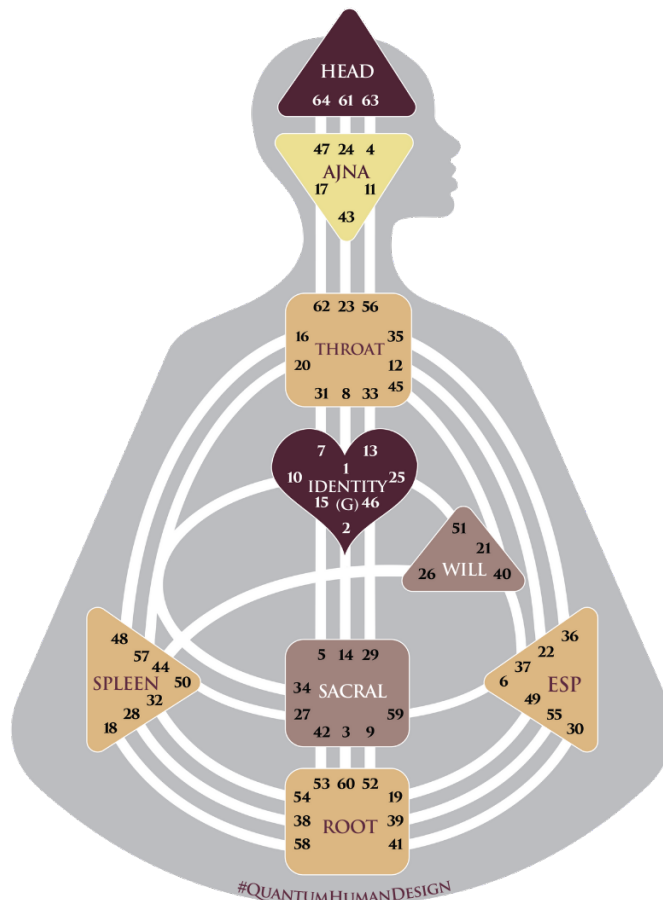 HEAD
64 61 63
47 24 4
AJNA
17 11
43
62 23 56
16 35
THROAT
20 12
45
31 8 33
7 13
1
10 IDENTITY 25
15 (G) 46
2
51
21
26 WILL 40
48
57
44
SPLEEN 50
32
28
18
5 14 29
34 SACRAL
27 59
42 3 9
36
22
37
6 ESP
49
55
30
53 60 52
54 19
38 ROOT 39
58 41
#QUANTUMHUMANDESIGN